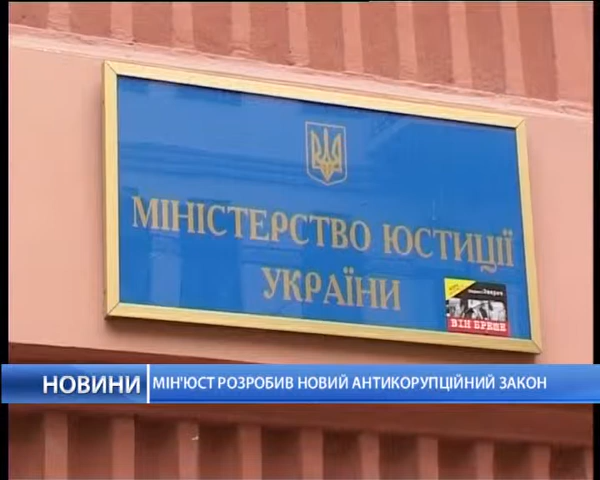 МІНІСТЕРСТВО ЮСТИЦІЇ
УКРАЇНИ
ВІН БРЕШЕ
НОВИНИ
МІН'ЮСТ РОЗРОБИВ НОВИЙ АНТИКОРУПЦІЙНИЙ ЗАКОН